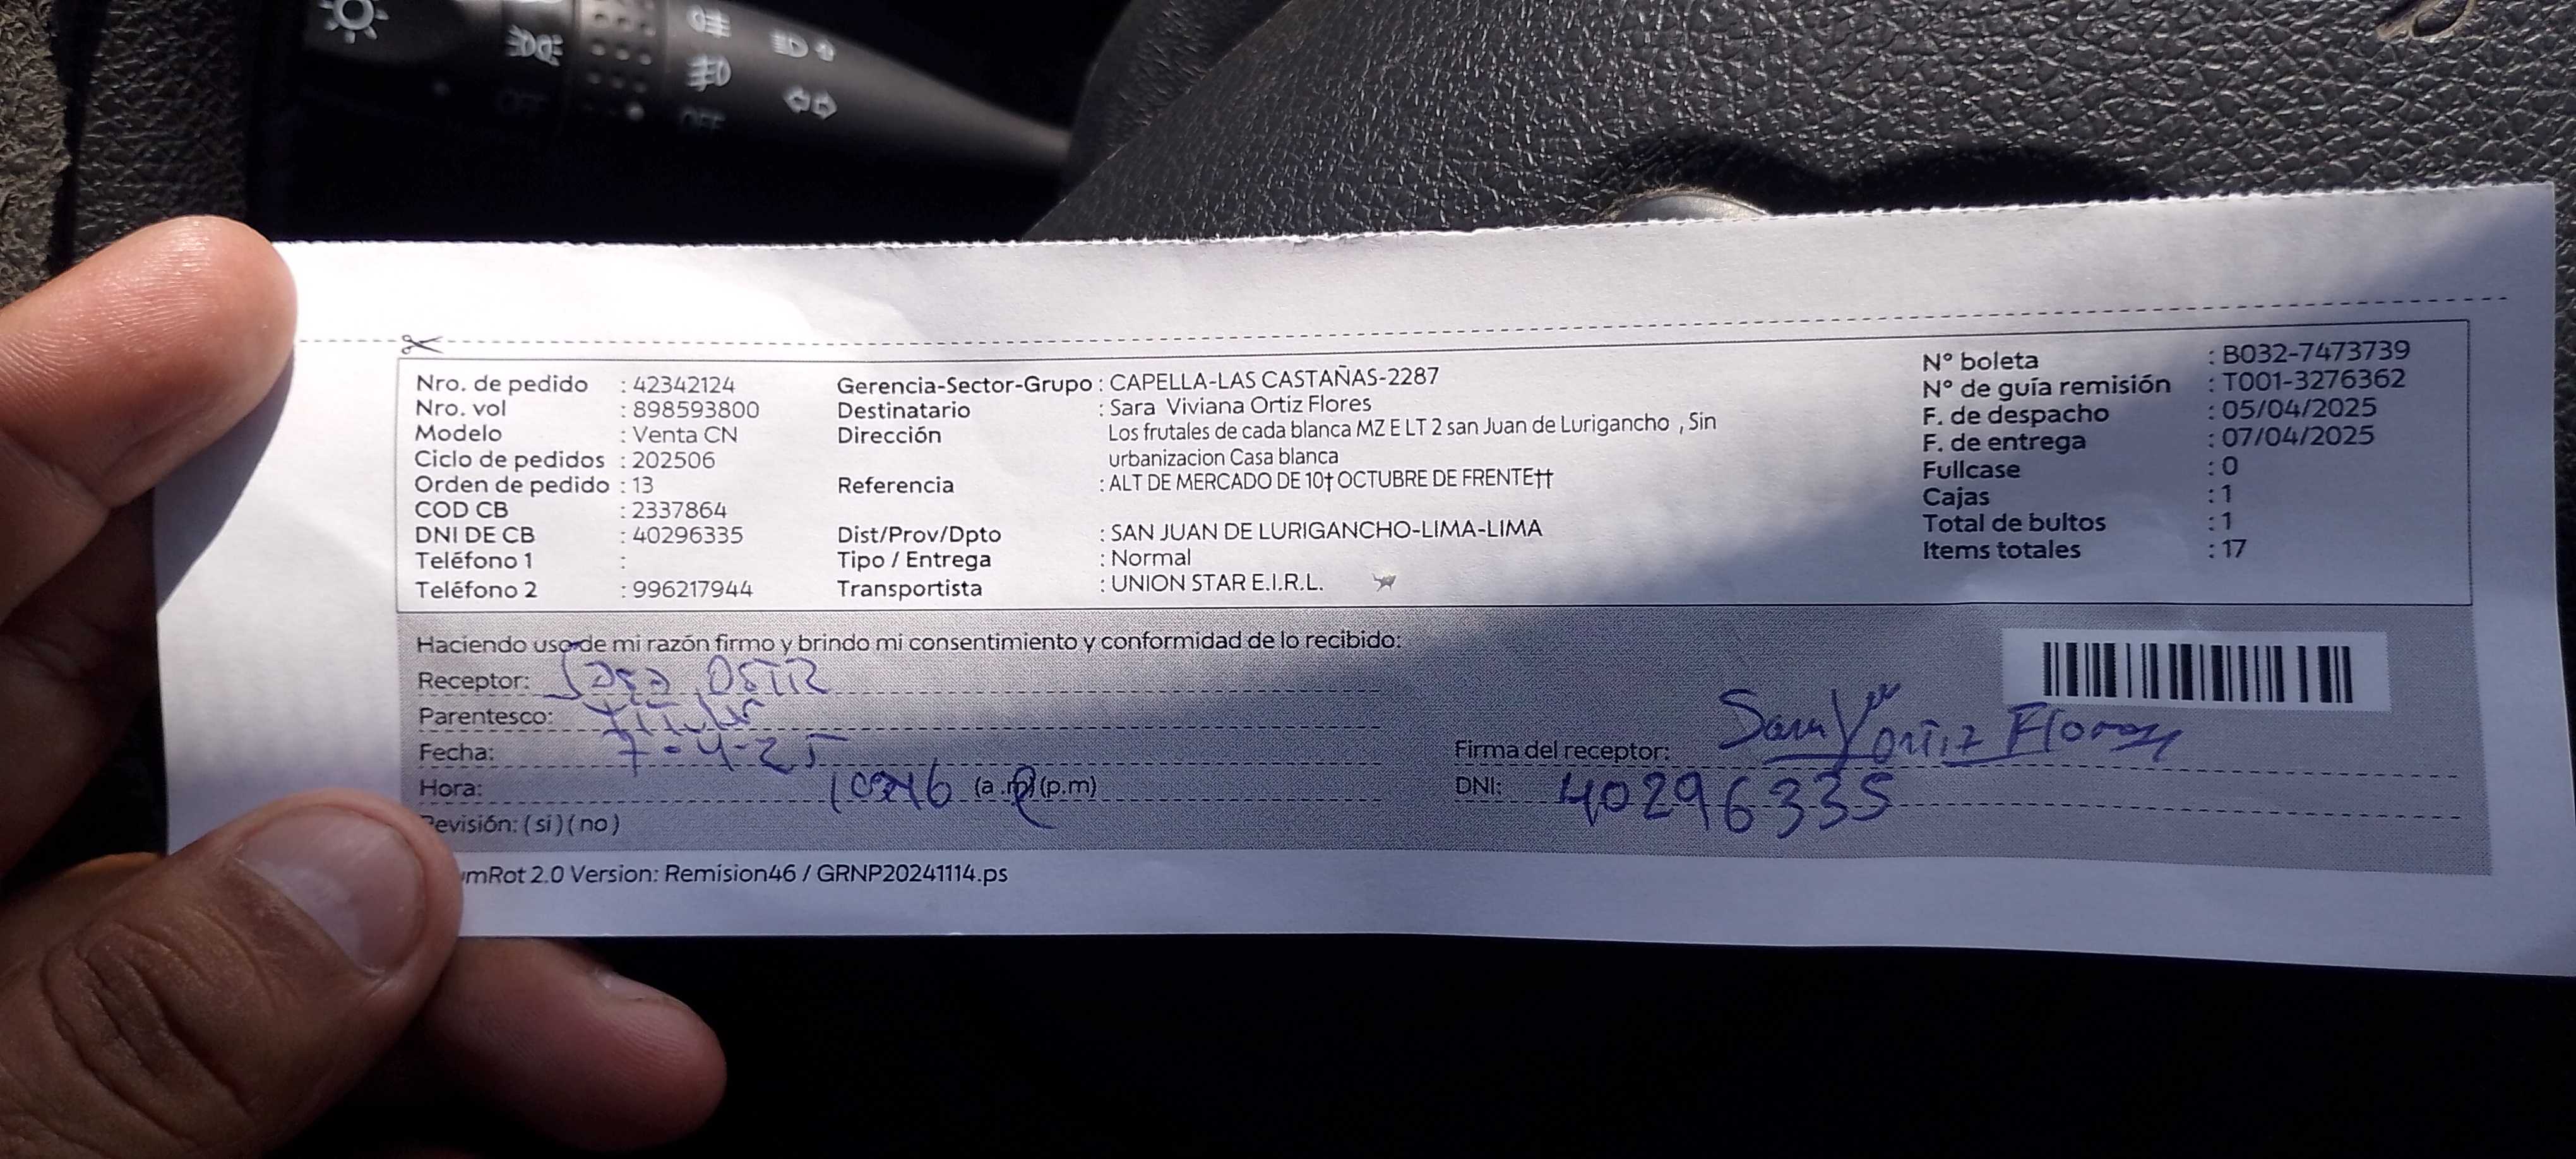 OFF
OFF
Nro. de pedido : 42342124
Nro. vol : 898593800
Modelo : Venta CN
Ciclo de pedidos : 202506
Orden de pedido : 13
COD CB : 2337864
DNI DE CB : 40296335
Teléfono 1 :
Teléfono 2 : 996217944
Gerencia-Sector-Grupo : CAPELLA-LAS CASTAÑAS-2287
Destinatario : Sara Viviana Ortiz Flores
Dirección Los frutales de cada blanca MZ E LT 2 san Juan de Lurigancho , Sin
urbanizacion Casa blanca
Referencia : ALT DE MERCADO DE 10† OCTUBRE DE FRENTE††
Dist/Prov/Dpto : SAN JUAN DE LURIGANCHO-LIMA-LIMA
Tipo / Entrega : Normal
Transportista : UNION STAR E.I.R.L.
N° boleta : B032-7473739
N° de guía remisión : T001-3276362
F. de despacho : 05/04/2025
F. de entrega : 07/04/2025
Fullcase : 0
Cajas : 1
Total de bultos : 1
Items totales : 17
Haciendo uso de mi razón firmo y brindo mi consentimiento y conformidad de lo recibido:
Receptor:
Parentesco: titular
Fecha: 7-4-25
Hora: (a.m) (p.m)
Revisión: ( si ) ( no )
Firma del receptor: Ortiz Flores
DNI: 40296335
mRot 2.0 Version: Remision46 / GRNP20241114.ps